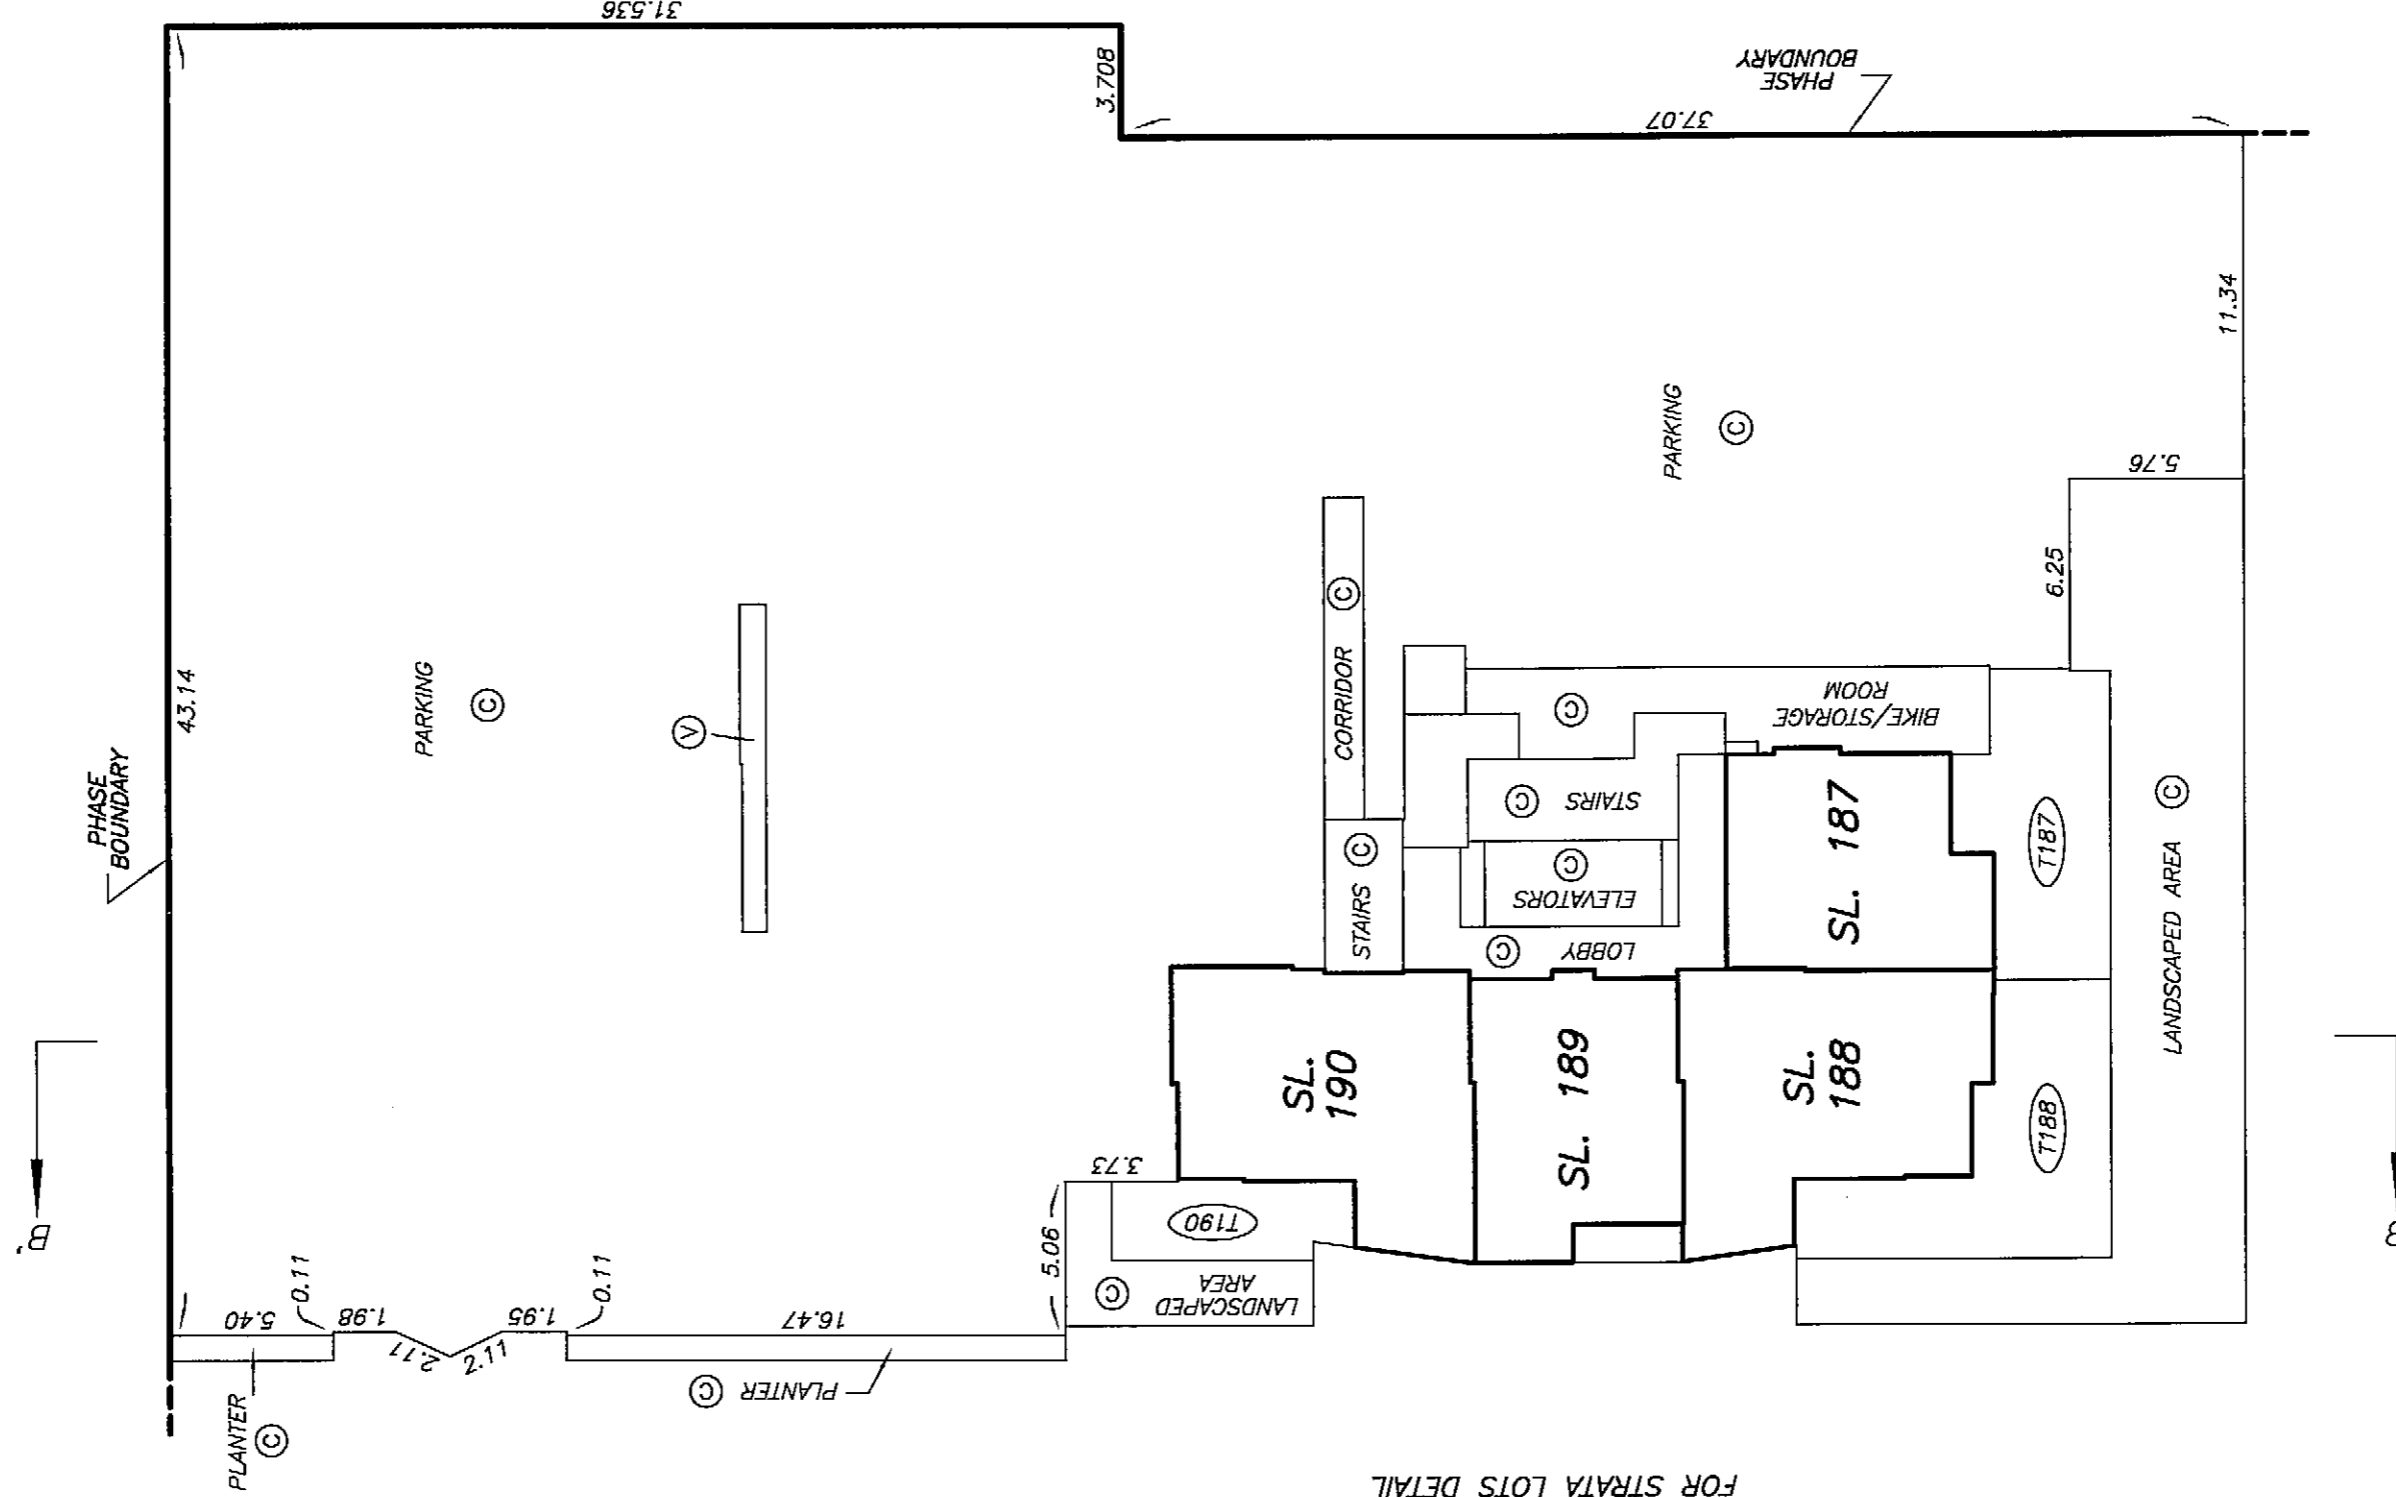 31.536
3.708
PHASE
BOUNDARY
37.07
11.34
PARKING
Ⓒ
5.76
6.25
CORRIDOR Ⓒ
43.14
PARKING
Ⓒ
Ⓥ
PHASE
BOUNDARY
BIKE/STORAGE
ROOM
Ⓒ
STAIRS Ⓒ
STAIRS Ⓒ
ELEVATORS
Ⓒ
LOBBY Ⓒ
SL. 187
T187
LANDSCAPED AREA Ⓒ
SL.
190
SL. 189
SL.
188
T188
3.73
T190
5.06
LANDSCAPED
AREA
Ⓒ
B'
5.40
0.11
1.98
2.11
2.11
1.95
0.11
16.47
PLANTER Ⓒ
PLANTER
Ⓒ
FOR STRATA LOTS DETAIL